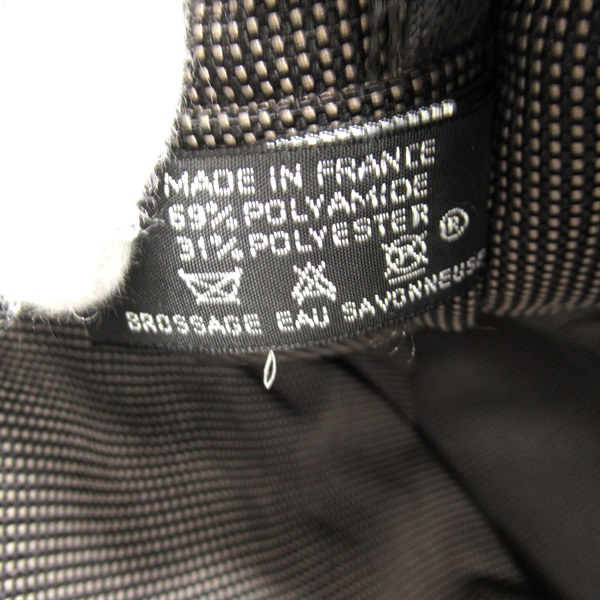 MADE IN FRANCE
69% POLYAMIDE
31% POLYESTER
®
BROSSAGE EAU SAVONNEUSE